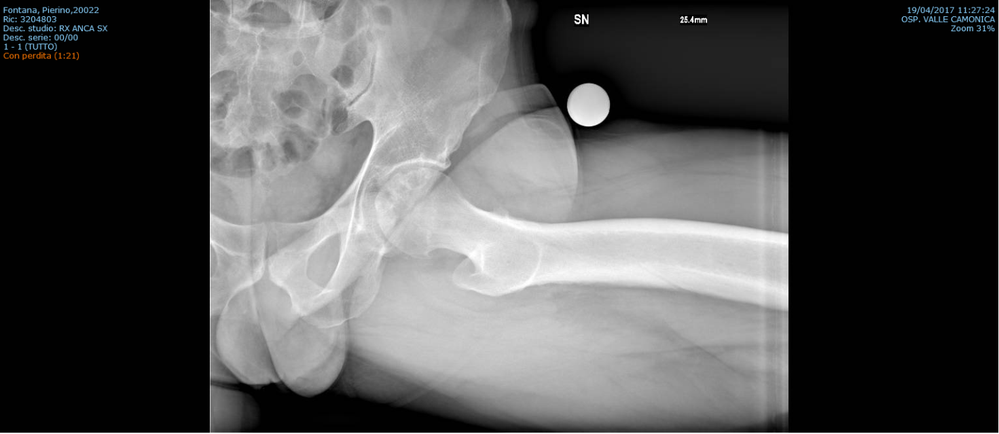 Fontana, Pierino,20022
Ric: 3204803
Desc. studio: RX ANCA SX
Desc. serie: 00/00
1 - 1 (TUTTO)
Con perdita (1:21)
SN
25.4mm
19/04/2017 11:27:24
OSP. VALLE CAMONICA
Zoom 31%